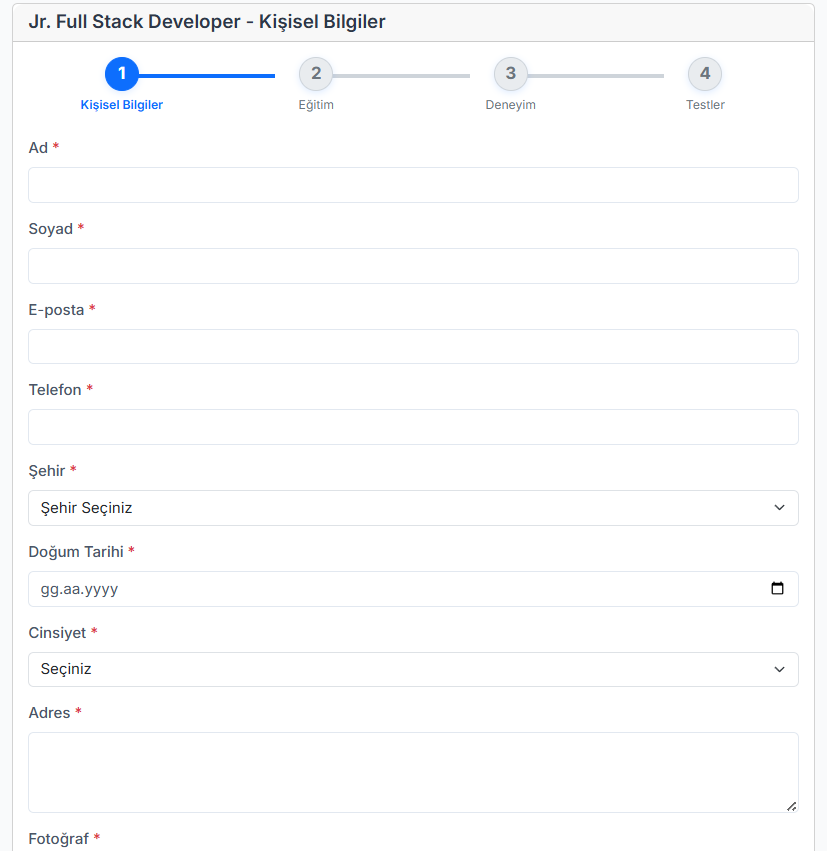 Jr. Full Stack Developer - Kişisel Bilgiler
1 2 3 4
Kişisel Bilgiler Eğitim Deneyim Testler
Ad *
Soyad *
E-posta *
Telefon *
Şehir *
Şehir Seçiniz
Doğum Tarihi *
gg.aa.yyyy
Cinsiyet *
Seçiniz
Adres *
Fotoğraf *